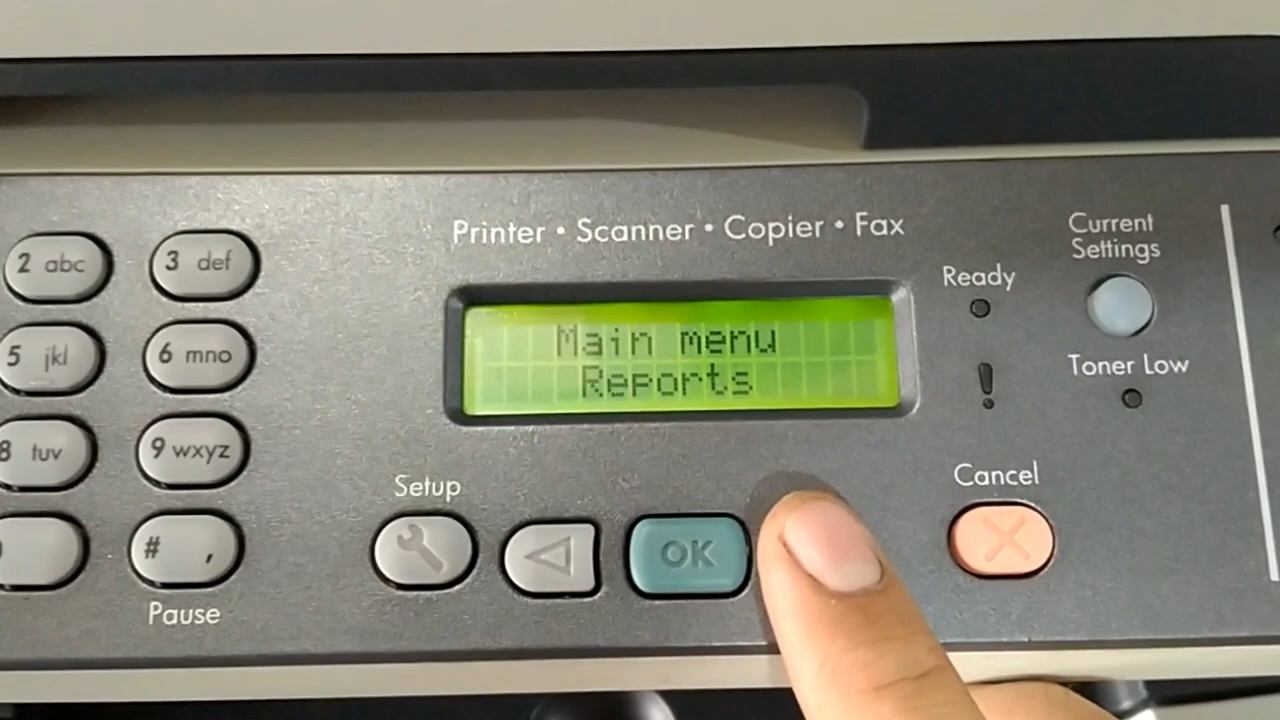 Printer • Scanner • Copier • Fax
Current
Settings
Ready
2 abc
3 def
Main menu
Reports
5 jkl
6 mno
!
Toner Low
8 tuv
9 wxyz
Setup
Cancel
# ,
OK
Pause